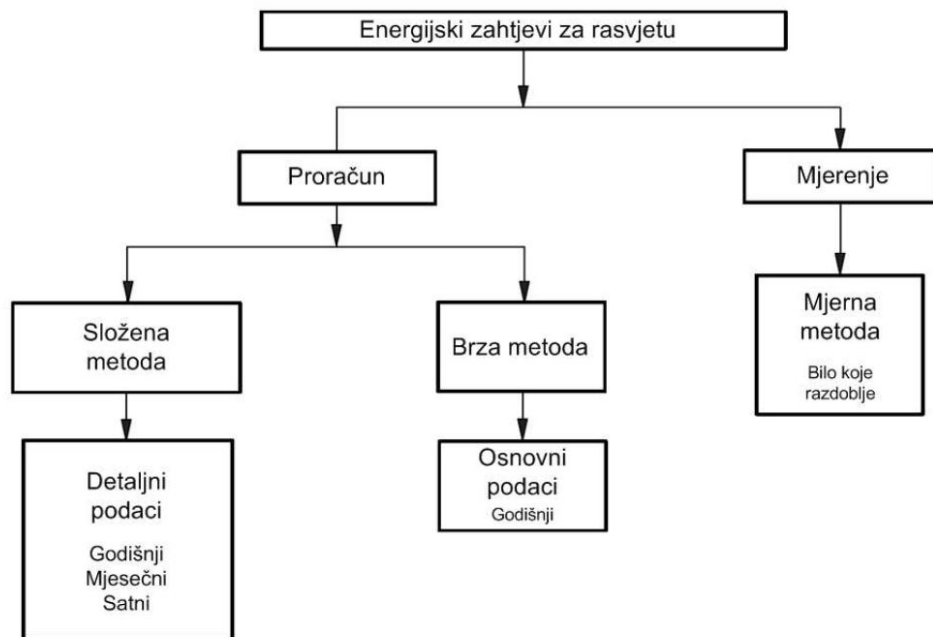 Energijski zahtjevi za rasvjetu
Proračun
Mjerenje
Složena
metoda
Brza metoda
Mjerna
metoda
Bilo koje
razdoblje
Detaljni
podaci
Godišnji
Mjesečni
Satni
Osnovni
podaci
Godišnji